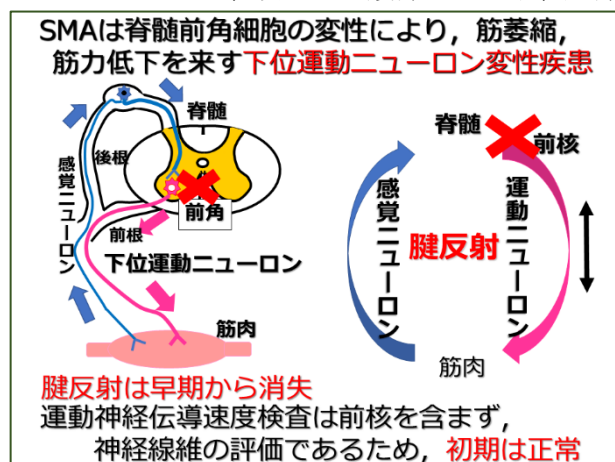 SMAは脊髄前角細胞の変性により，筋萎縮，
筋力低下を来す下位運動ニューロン変性疾患
脊髄
後根
感覚ニューロン
前角
前根
下位運動ニューロン
筋肉
脊髄
前核
感覚ニューロン
腱反射
運動ニューロン
筋肉
腱反射は早期から消失
運動神経伝導速度検査は前核を含まず，
神経線維の評価であるため，初期は正常